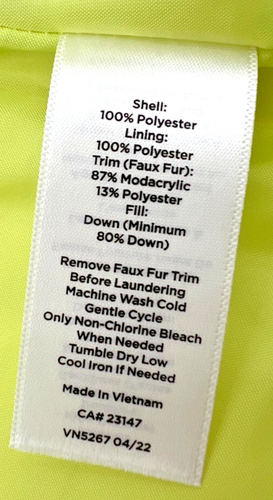 Shell:
100% Polyester
Lining:
100% Polyester
Trim (Faux Fur):
87% Modacrylic
13% Polyester
Fill:
Down (Minimum
80% Down)
Remove Faux Fur Trim
Before Laundering
Machine Wash Cold
Gentle Cycle
Only Non-Chlorine Bleach
When Needed
Tumble Dry Low
Cool Iron If Needed
Made In Vietnam
CA# 23147
VN5267 04/22